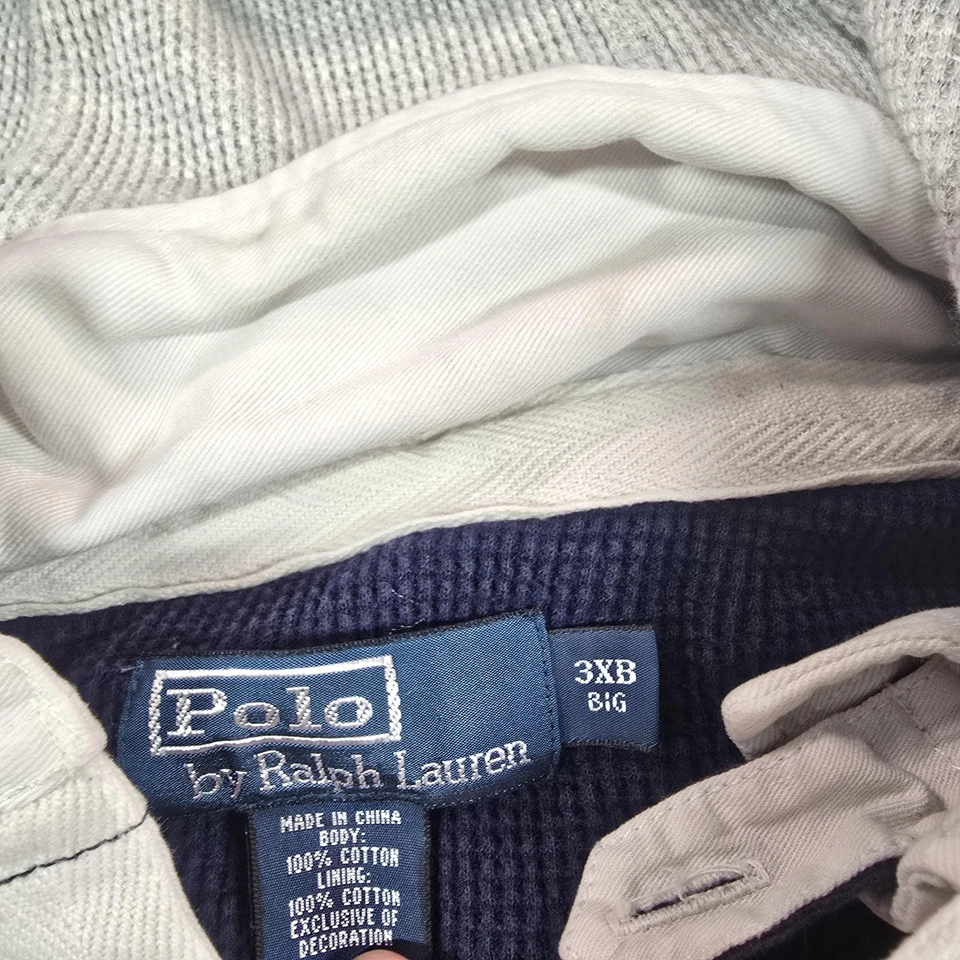 Polo
by Ralph Lauren
3XB
BIG
MADE IN CHINA
BODY:
100% COTTON
LINING:
100% COTTON
EXCLUSIVE OF
DECORATION